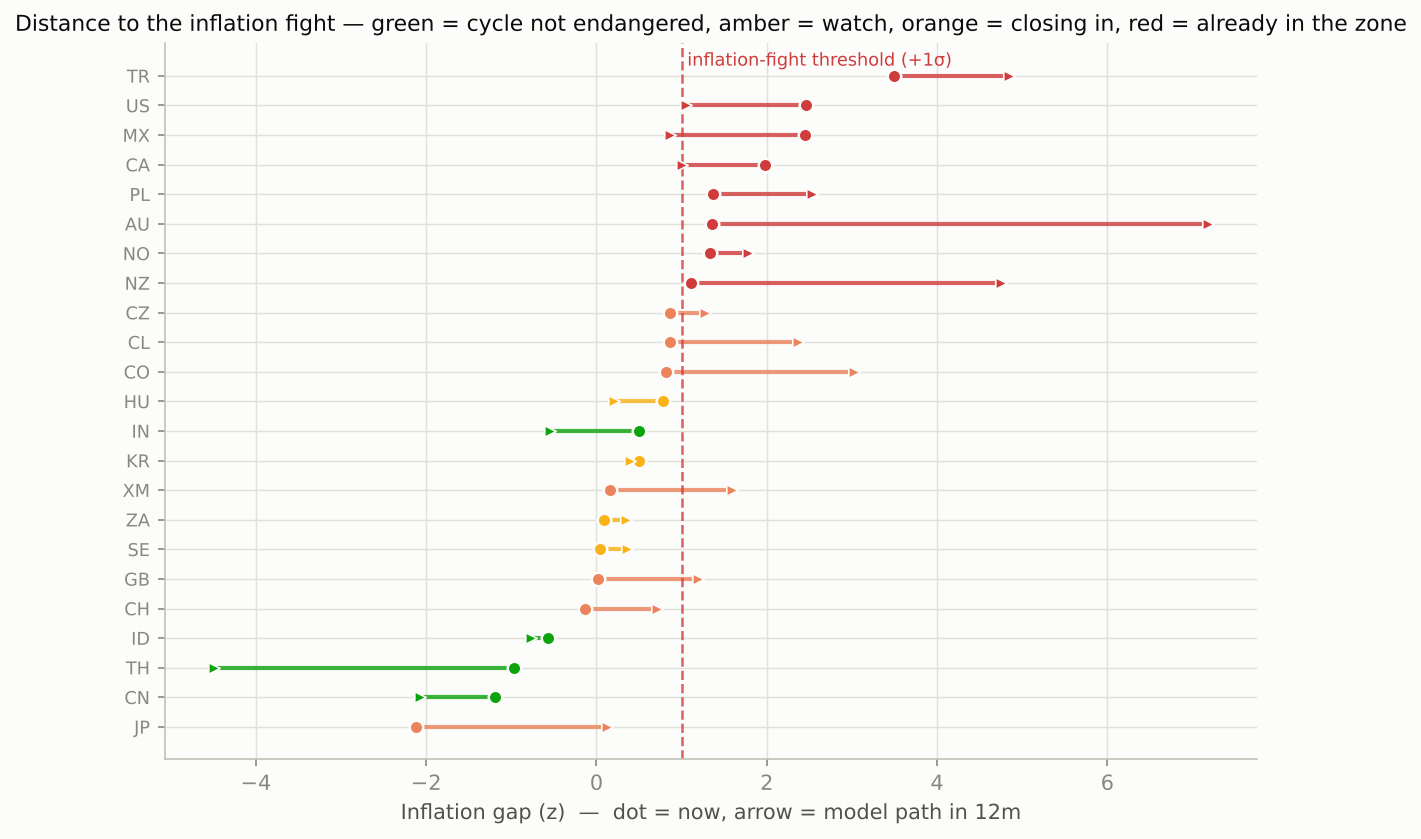 Distance to the inflation fight — green = cycle not endangered, amber = watch, orange = closing in, red = already in the zone
inflation-fight threshold (+1σ)
TR
US
MX
CA
PL
AU
NO
NZ
CZ
CL
CO
HU
IN
KR
XM
ZA
SE
GB
CH
ID
TH
CN
JP
−4 −2 0 2 4 6
Inflation gap (z) — dot = now, arrow = model path in 12m